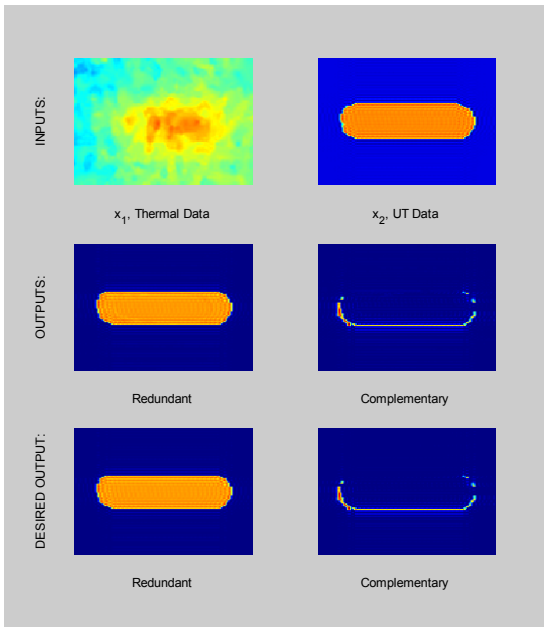 INPUTS:
x1, Thermal Data
x2, UT Data
OUTPUTS:
Redundant
Complementary
DESIRED OUTPUT:
Redundant
Complementary